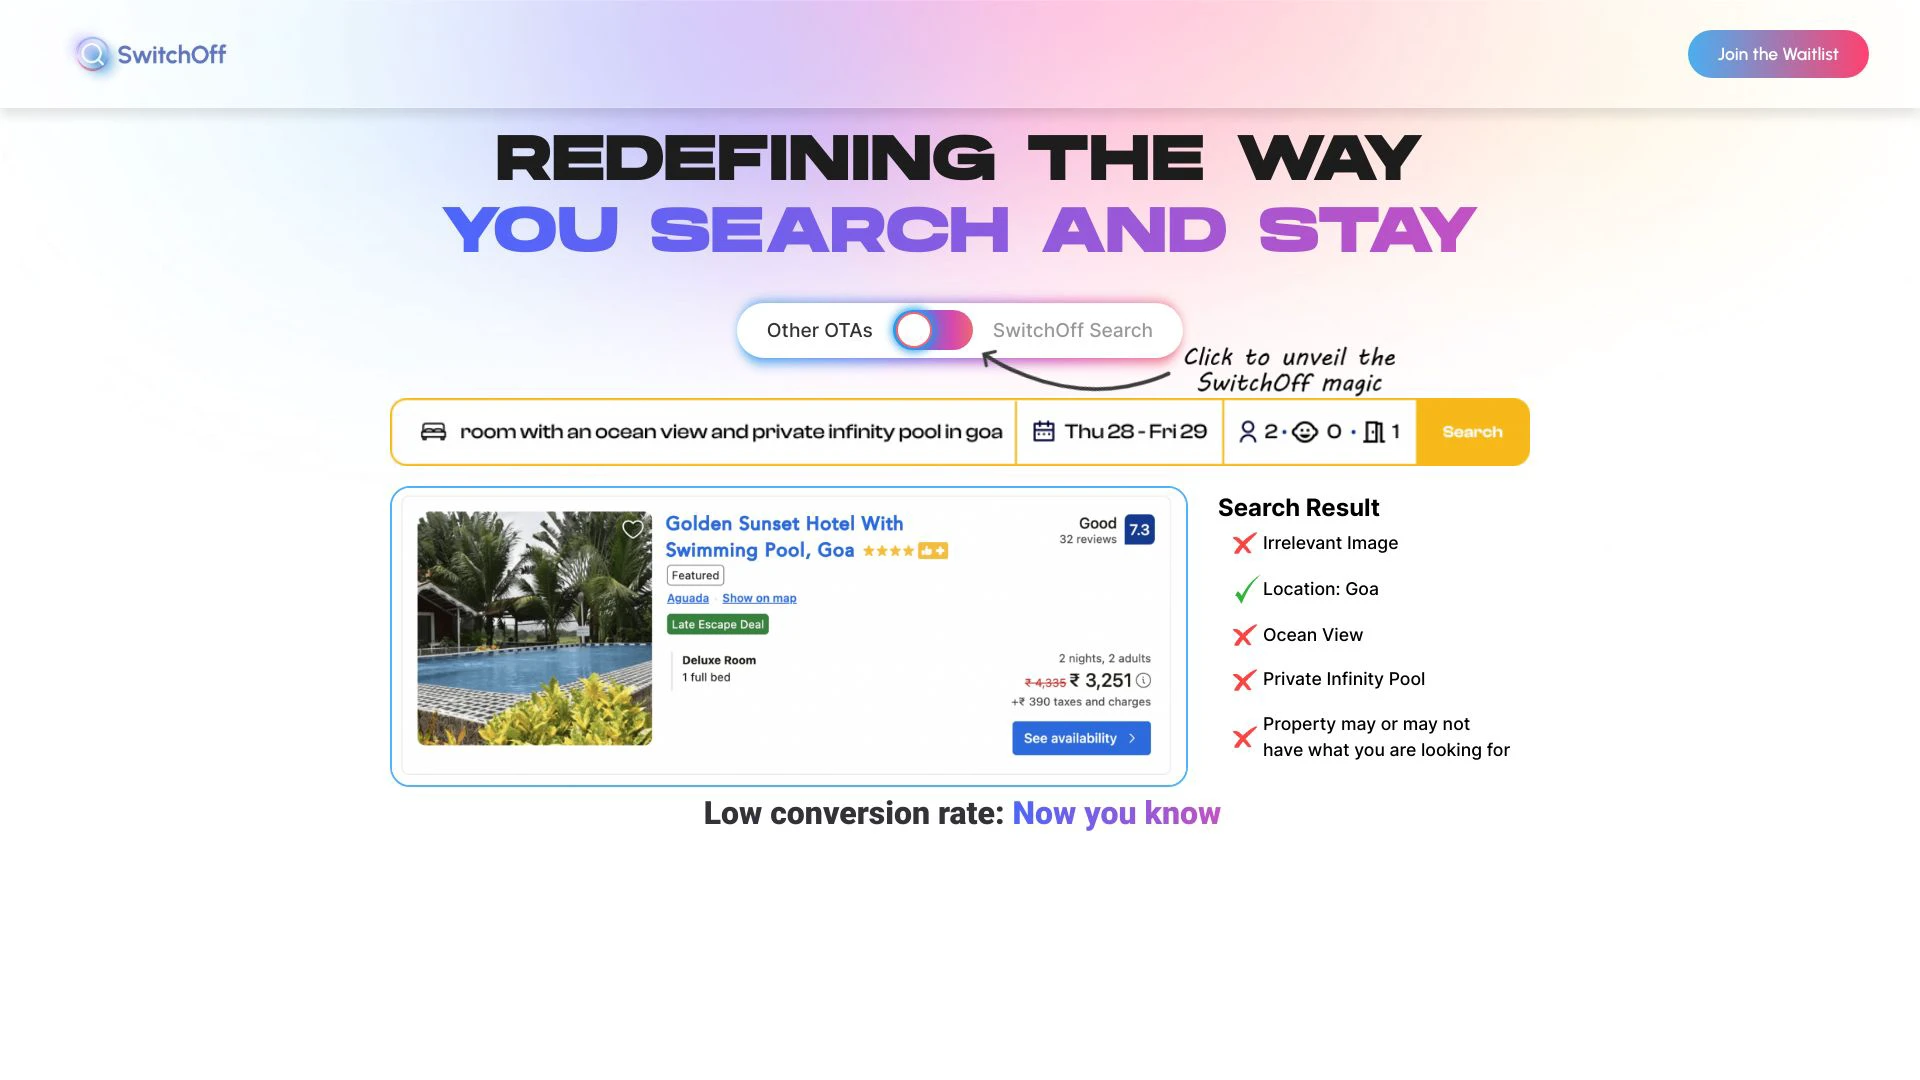 SwitchOff
Join the Waitlist
REDEFINING THE WAY
YOU SEARCH AND STAY
Other OTAs
SwitchOff Search
Click to unveil the
SwitchOff magic
room with an ocean view and private infinity pool in goa
Thu 28 - Fri 29
2 · 0 · 1
Search
Golden Sunset Hotel With
Swimming Pool, Goa
Featured
Aguada · Show on map
Late Escape Deal
Deluxe Room
1 full bed
Good
32 reviews
7.3
2 nights, 2 adults
₹ 4,335 ₹ 3,251
+₹ 390 taxes and charges
See availability
Search Result
Irrelevant Image
Location: Goa
Ocean View
Private Infinity Pool
Property may or may not
have what you are looking for
Low conversion rate: Now you know